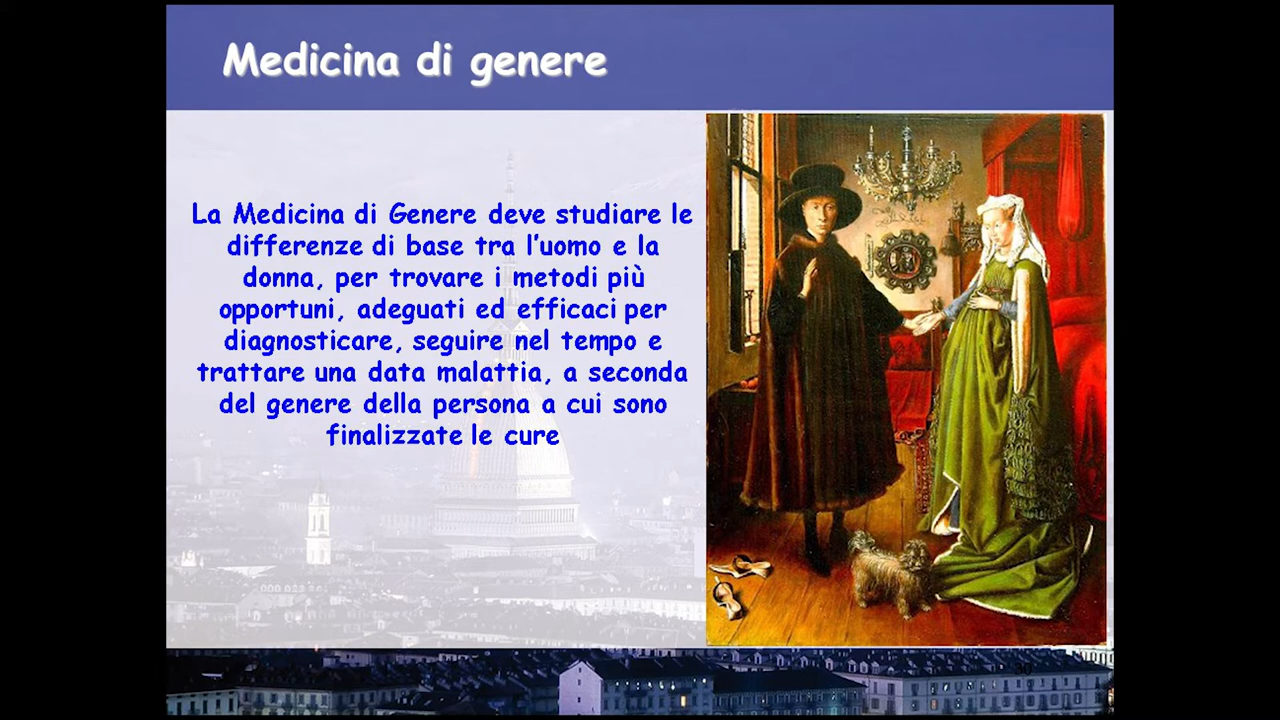 Medicina di genere
La Medicina di Genere deve studiare le
differenze di base tra l'uomo e la
donna, per trovare i metodi più
opportuni, adeguati ed efficaci per
diagnosticare, seguire nel tempo e
trattare una data malattia, a seconda
del genere della persona a cui sono
finalizzate le cure